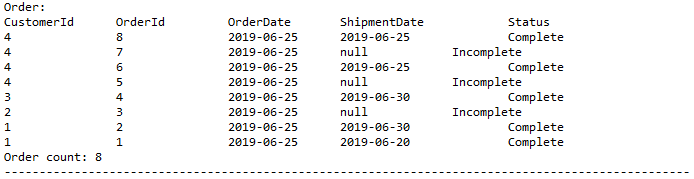 Order:
CustomerId OrderId OrderDate ShipmentDate Status
4 8 2019-06-25 2019-06-25 Complete
4 7 2019-06-25 null Incomplete
4 6 2019-06-25 2019-06-25 Complete
4 5 2019-06-25 null Incomplete
3 4 2019-06-25 2019-06-30 Complete
2 3 2019-06-25 null Incomplete
1 2 2019-06-25 2019-06-30 Complete
1 1 2019-06-25 2019-06-20 Complete
Order count: 8
--------------------------------------------------------------------------------------------------